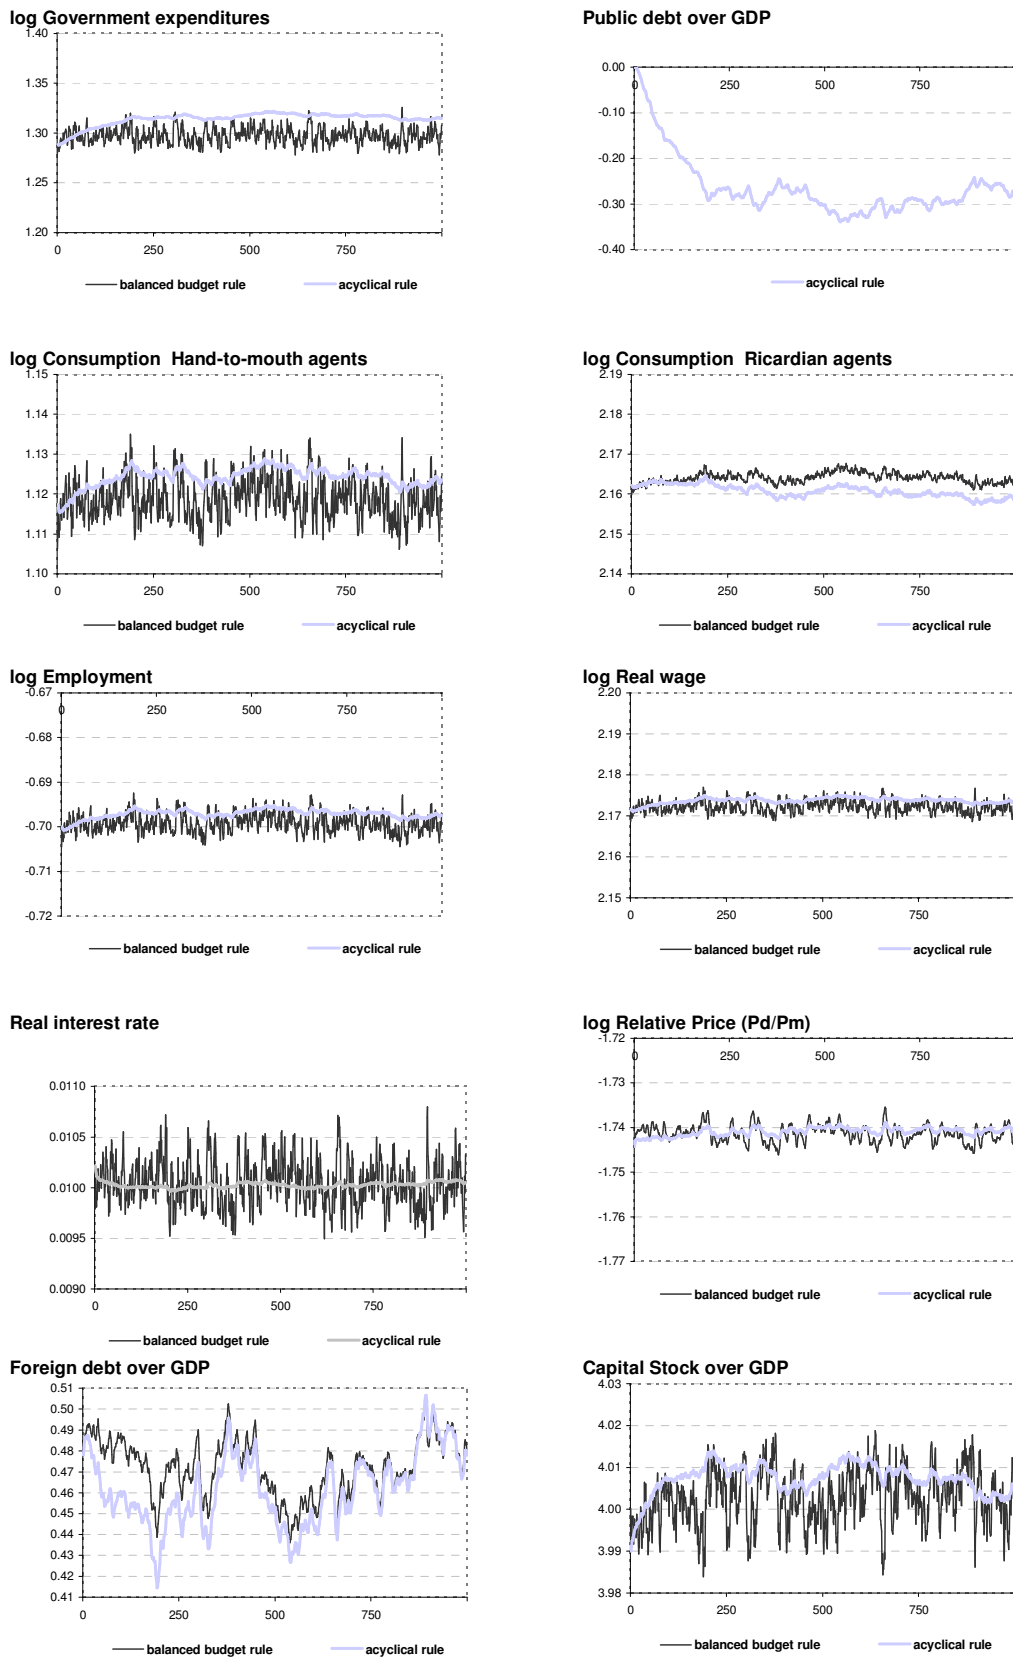 log Government expenditures
1.40
1.35
1.30
1.25
1.20
0 250 500 750
balanced budget rule acyclical rule
Public debt over GDP
0.00
-0.10
-0.20
-0.30
-0.40
0 250 500 750
acyclical rule
log Consumption Hand-to-mouth agents
1.15
1.14
1.13
1.12
1.11
1.10
0 250 500 750
balanced budget rule acyclical rule
log Consumption Ricardian agents
2.19
2.18
2.17
2.16
2.15
2.14
0 250 500 750
balanced budget rule acyclical rule
log Employment
-0.67
0 250 500 750
-0.68
-0.69
-0.70
-0.71
-0.72
balanced budget rule acyclical rule
log Real wage
2.20
2.19
2.18
2.17
2.16
2.15
0 250 500 750
balanced budget rule acyclical rule
Real interest rate
0.0110
0.0105
0.0100
0.0095
0.0090
0 250 500 750
balanced budget rule acyclical rule
log Relative Price (Pd/Pm)
-1.72
0 250 500 750
-1.73
-1.74
-1.75
-1.76
-1.77
balanced budget rule acyclical rule
Foreign debt over GDP
0.51
0.50
0.49
0.48
0.47
0.46
0.45
0.44
0.43
0.42
0.41
0 250 500 750
balanced budget rule acyclical rule
Capital Stock over GDP
4.03
4.02
4.01
4.00
3.99
3.98
0 250 500 750
balanced budget rule acyclical rule